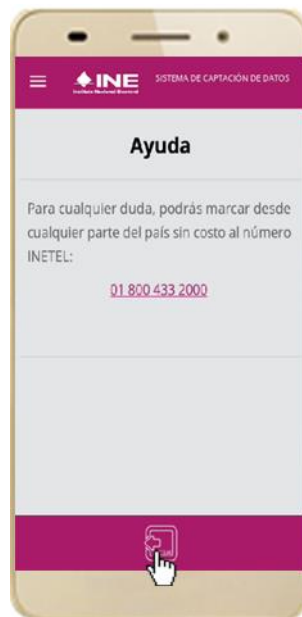 INE
Instituto Nacional Electoral
SISTEMA DE CAPTACIÓN DE DATOS
Ayuda
Para cualquier duda, podrás marcar desde
cualquier parte del país sin costo al número
INETEL:
01 800 433 2000